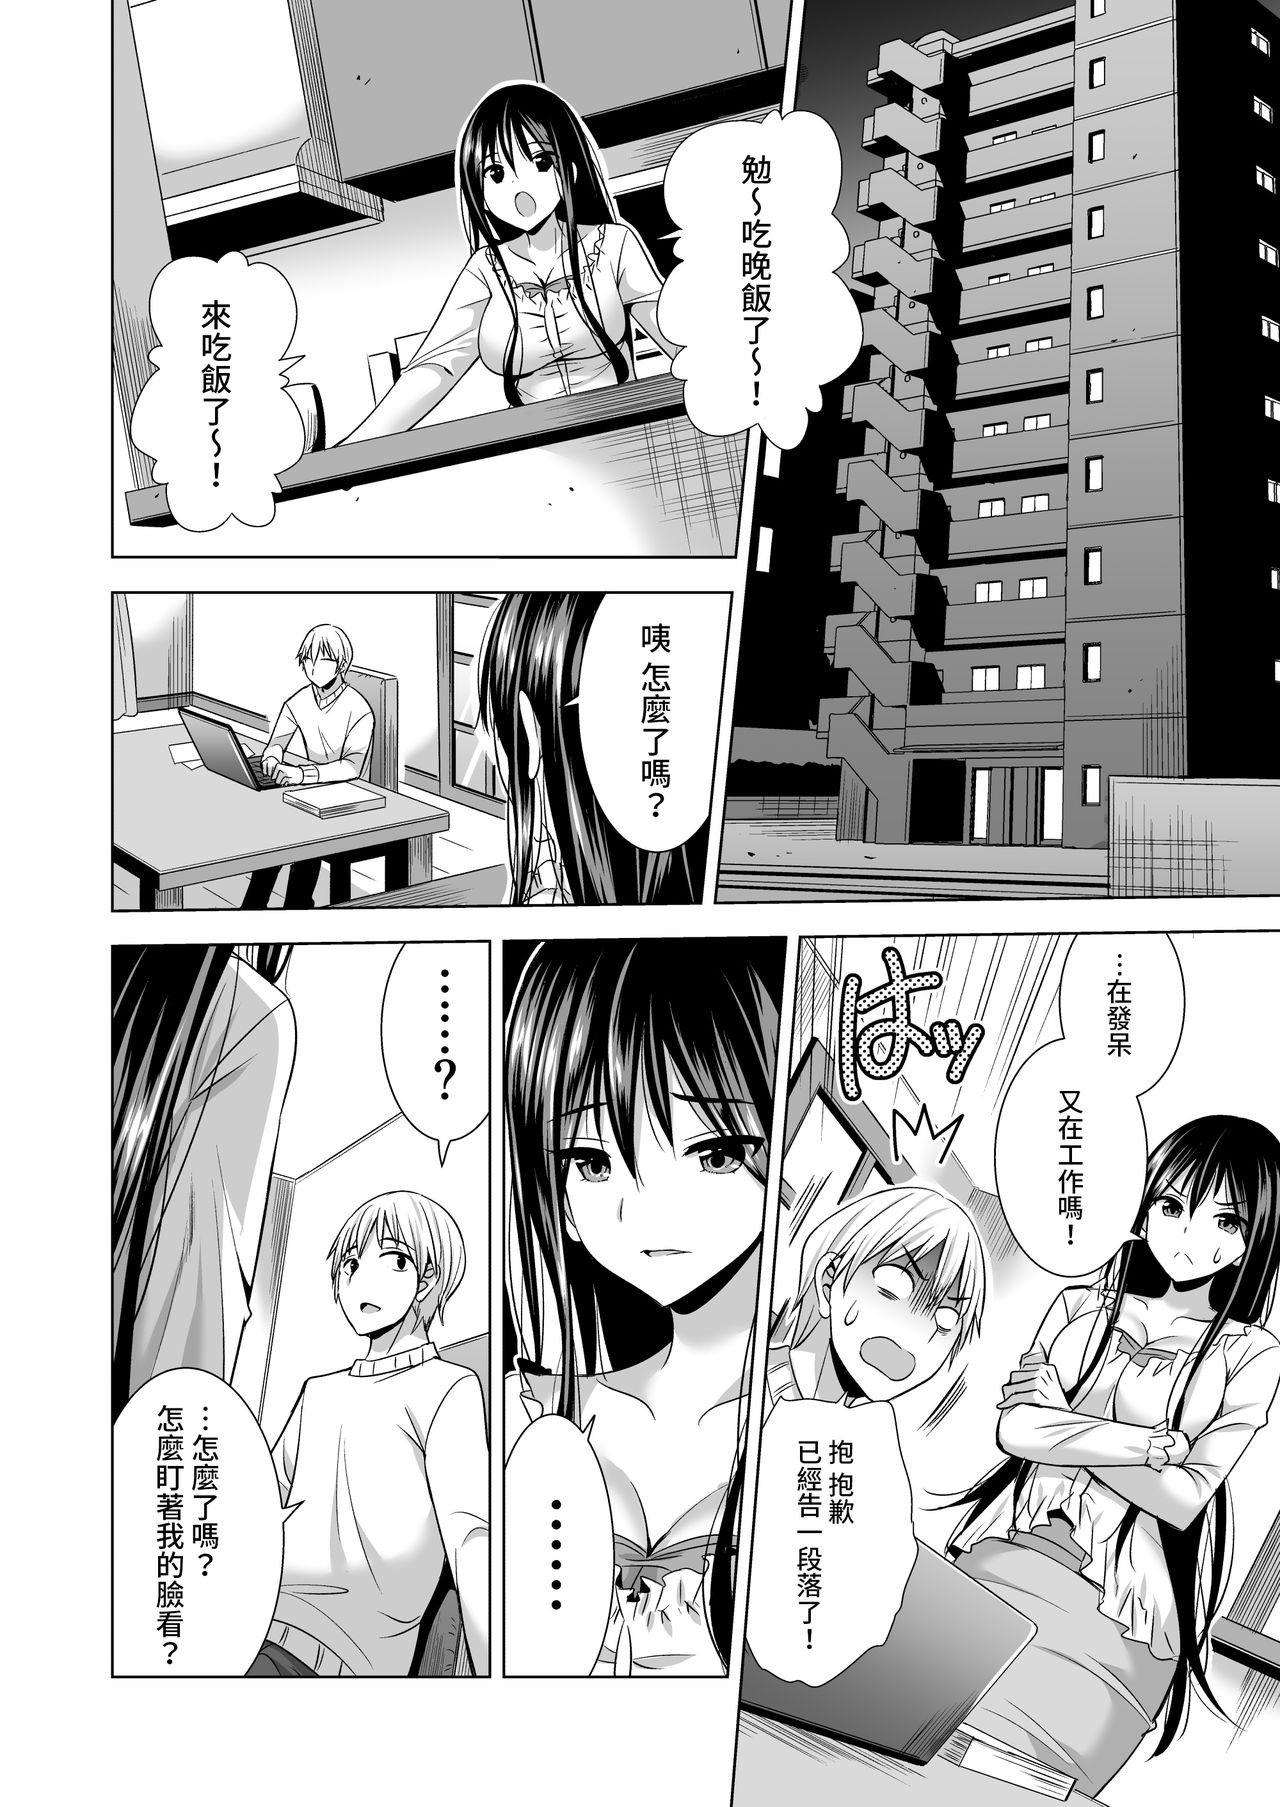 勉～吃晚飯了～！
來吃飯了～！
咦 怎麼了嗎？
…在發呆
又在工作嗎！
はッ
抱 抱歉
已經告一段落了！
……
……？
…怎麼了嗎？
怎麼盯著我的臉看？